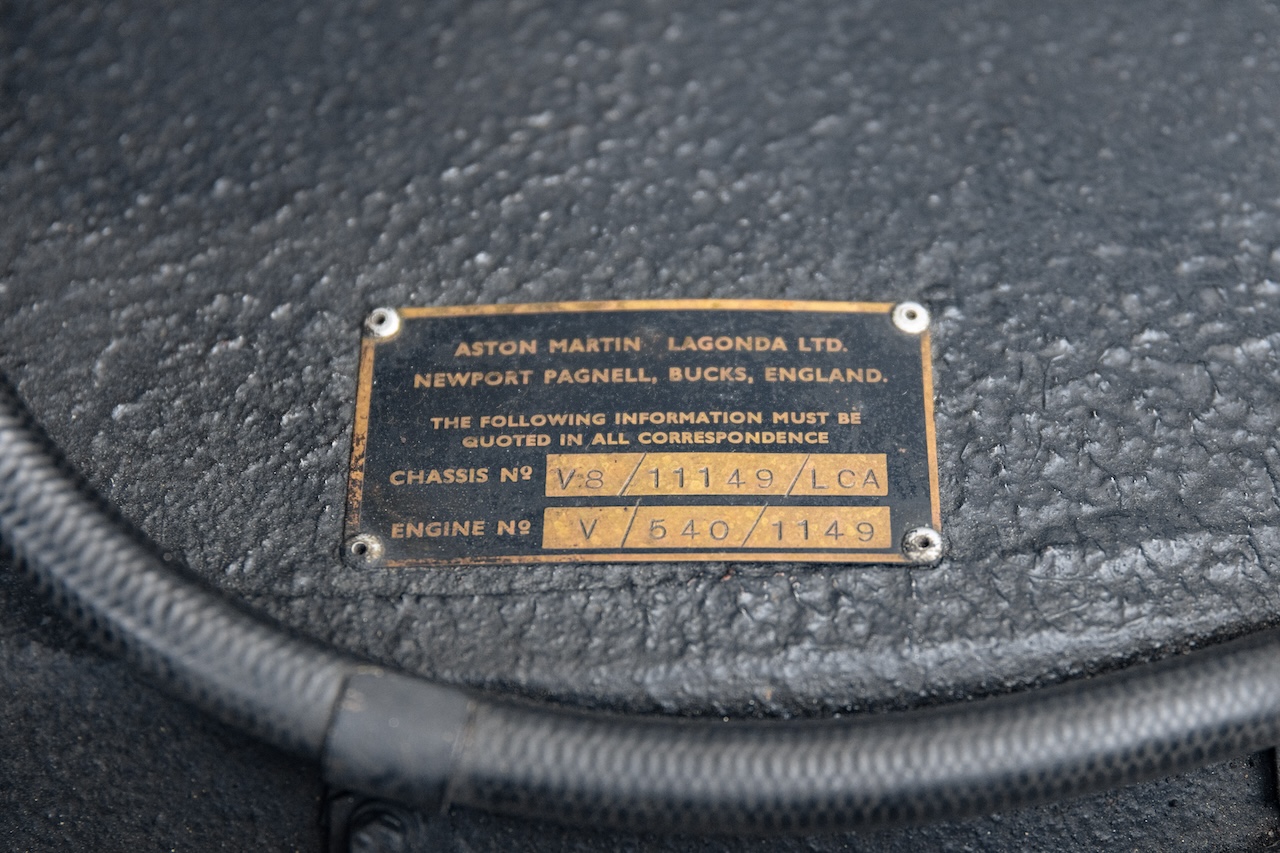 ASTON MARTIN LAGONDA LTD.
NEWPORT PAGNELL, BUCKS, ENGLAND.
THE FOLLOWING INFORMATION MUST BE
QUOTED IN ALL CORRESPONDENCE
CHASSIS Nº V8/11149/LCA
ENGINE Nº V/540/1149